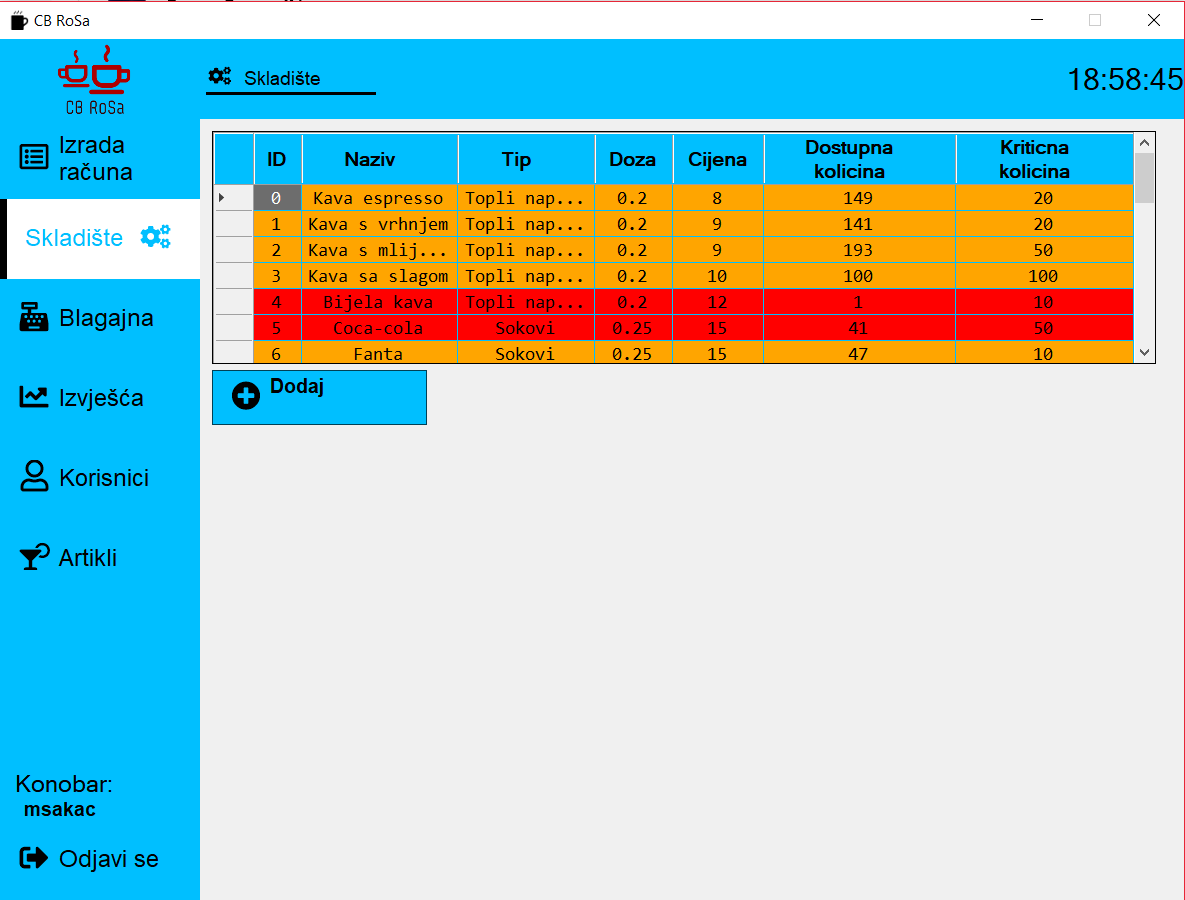 CB RoSa
CB RoSa
Skladište
18:58:45
Izrada
računa
Skladište
Blagajna
Izvješća
Korisnici
Artikli
Konobar:
msakac
Odjavi se
ID Naziv Tip Doza Cijena Dostupna kolicina Kriticna kolicina
0 Kava espresso Topli nap... 0.2 8 149 20
1 Kava s vrhnjem Topli nap... 0.2 9 141 20
2 Kava s mlij... Topli nap... 0.2 9 193 50
3 Kava sa slagom Topli nap... 0.2 10 100 100
4 Bijela kava Topli nap... 0.2 12 1 10
5 Coca-cola Sokovi 0.25 15 41 50
6 Fanta Sokovi 0.25 15 47 10
Dodaj